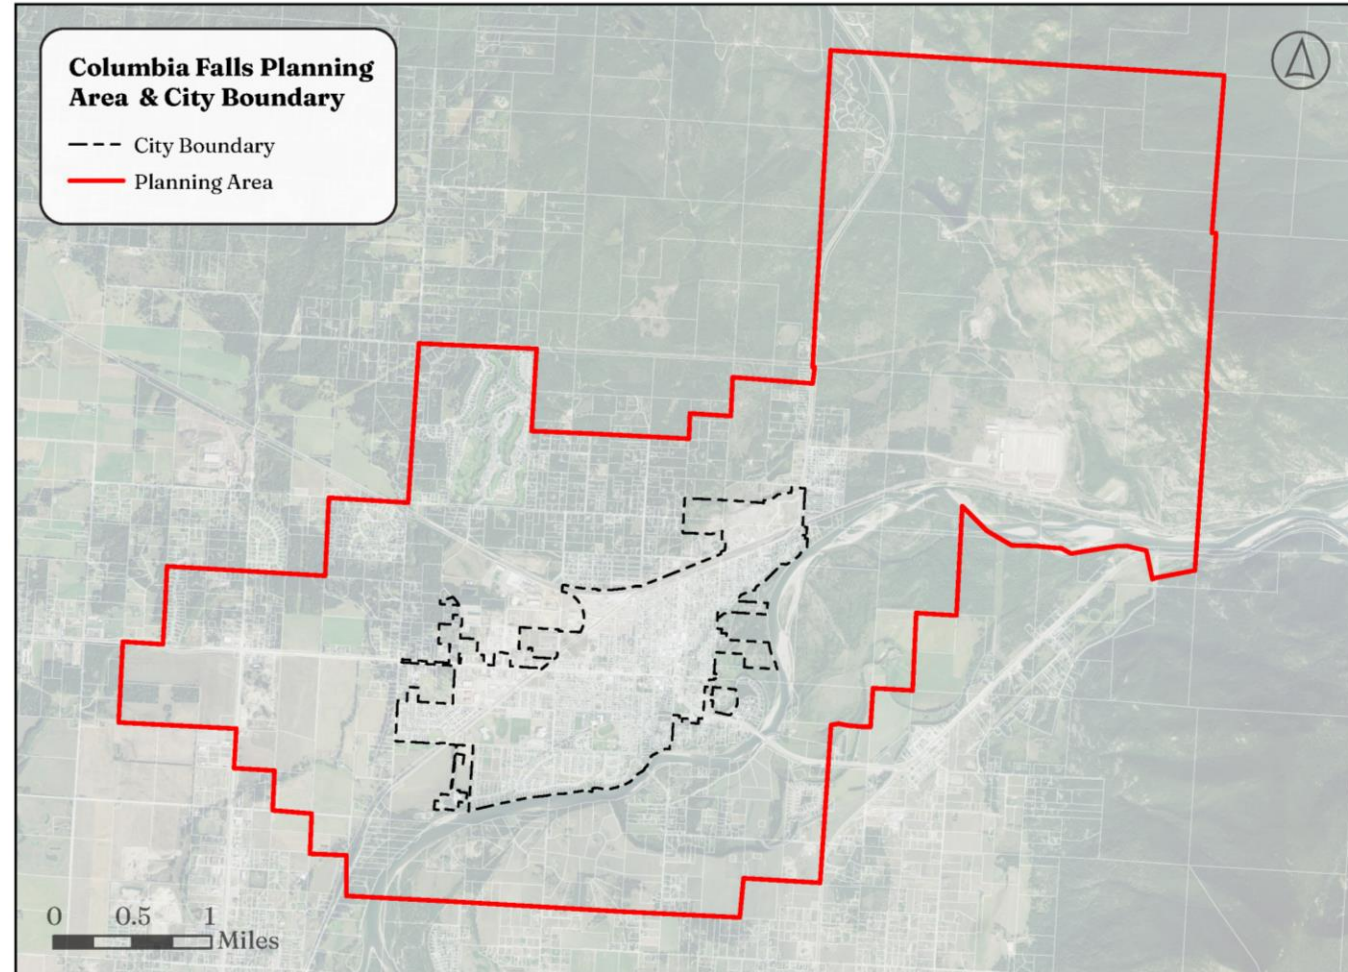 Columbia Falls Planning
Area & City Boundary
City Boundary
Planning Area
0 0.5 1
Miles